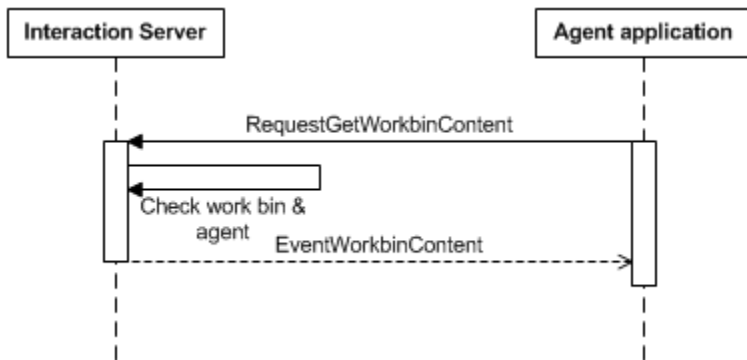 Interaction Server
Agent application
RequestGetWorkbinContent
Check work bin &
agent
EventWorkbinContent